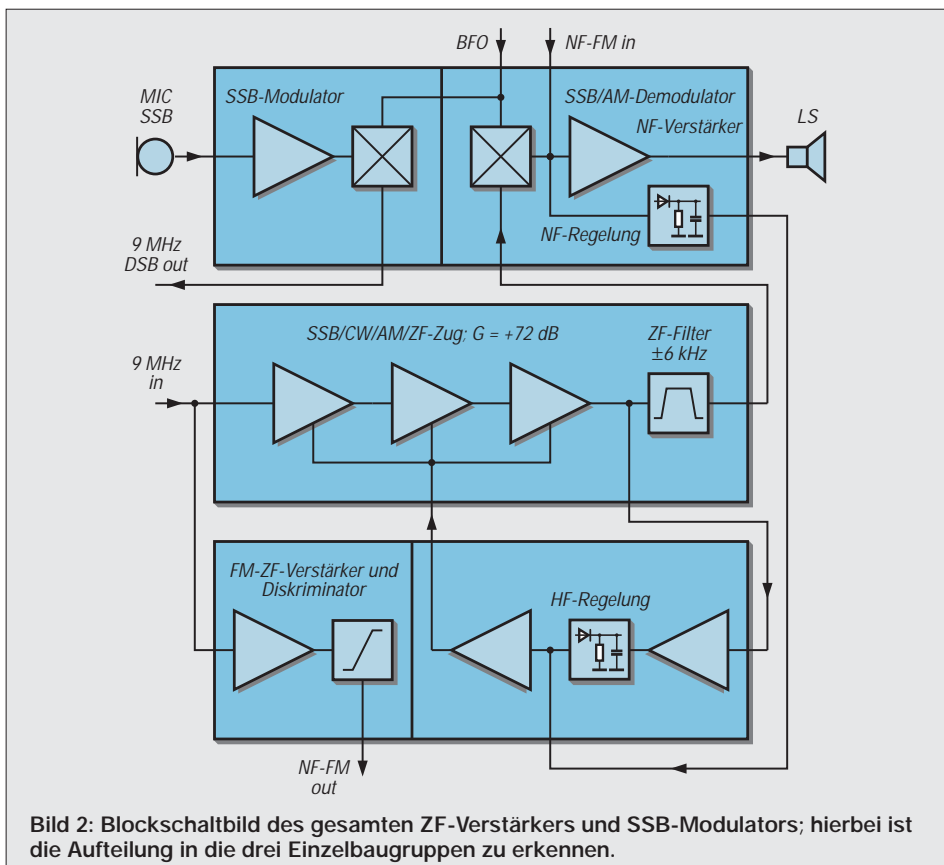 BFO
NF-FM in
MIC
SSB
SSB-Modulator
SSB/AM-Demodulator
NF-Verstärker
LS
NF-Regelung
9 MHz
DSB out
SSB/CW/AM/ZF-Zug; G = +72 dB
ZF-Filter
±6 kHz
9 MHz
in
FM-ZF-Verstärker und
Diskriminator
HF-Regelung
NF-FM
out
Bild 2: Blockschaltbild des gesamten ZF-Verstärkers und SSB-Modulators; hierbei ist
die Aufteilung in die drei Einzelbaugruppen zu erkennen.